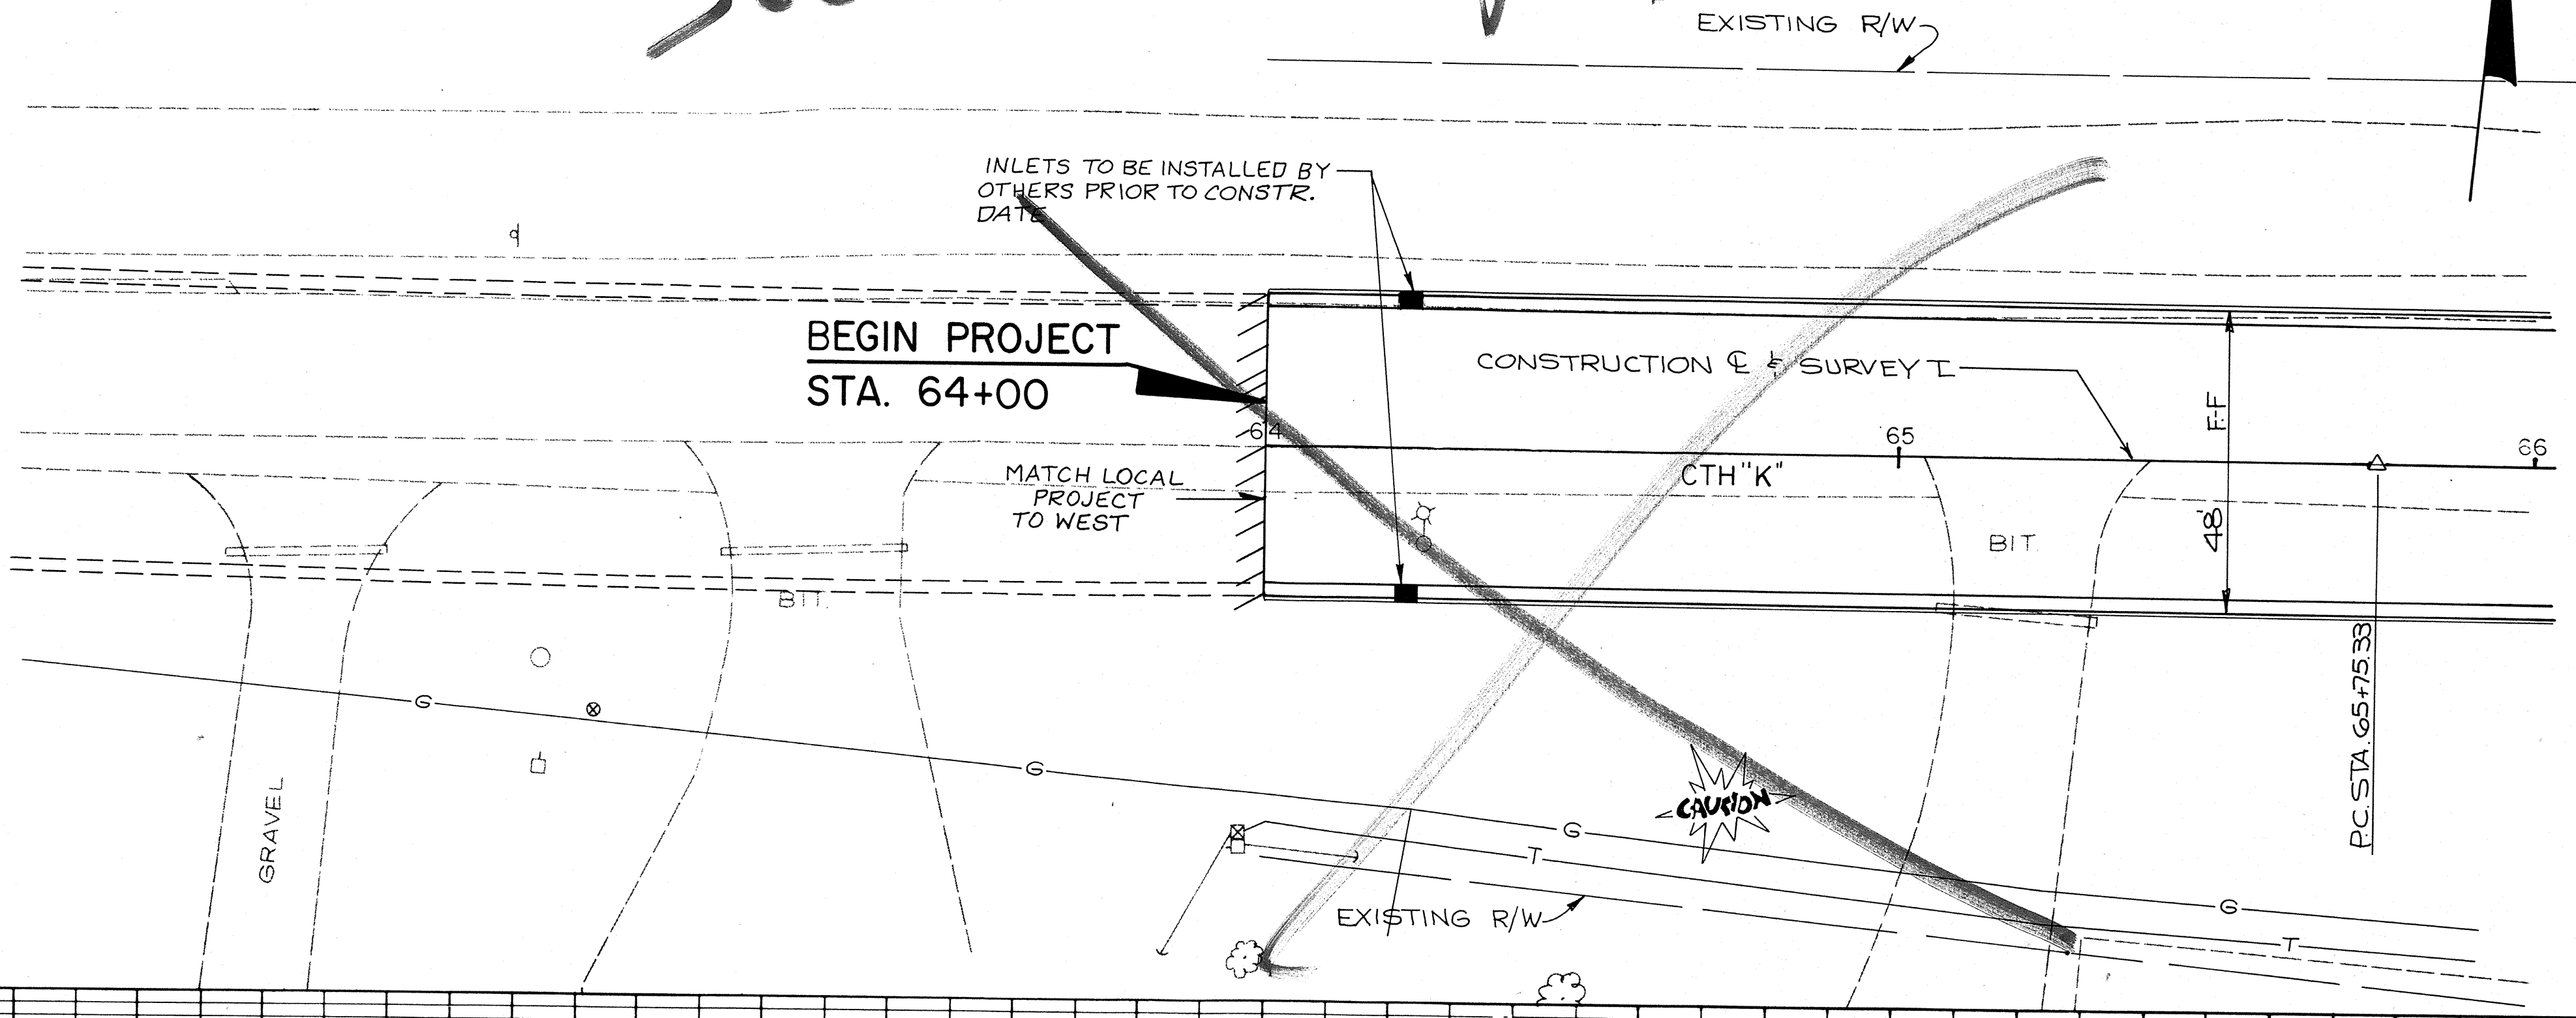 EXISTING R/W
INLETS TO BE INSTALLED BY
OTHERS PRIOR TO CONSTR.
DATE
BEGIN PROJECT
STA. 64+00
CONSTRUCTION ℄ & SURVEY
64
65
66
MATCH LOCAL
PROJECT
TO WEST
CTH "K"
F-F
48'
BIT.
BIT.
P.C. STA. 65+75.33
G
G
GRAVEL
CAUTION
G
T
EXISTING R/W
G
T